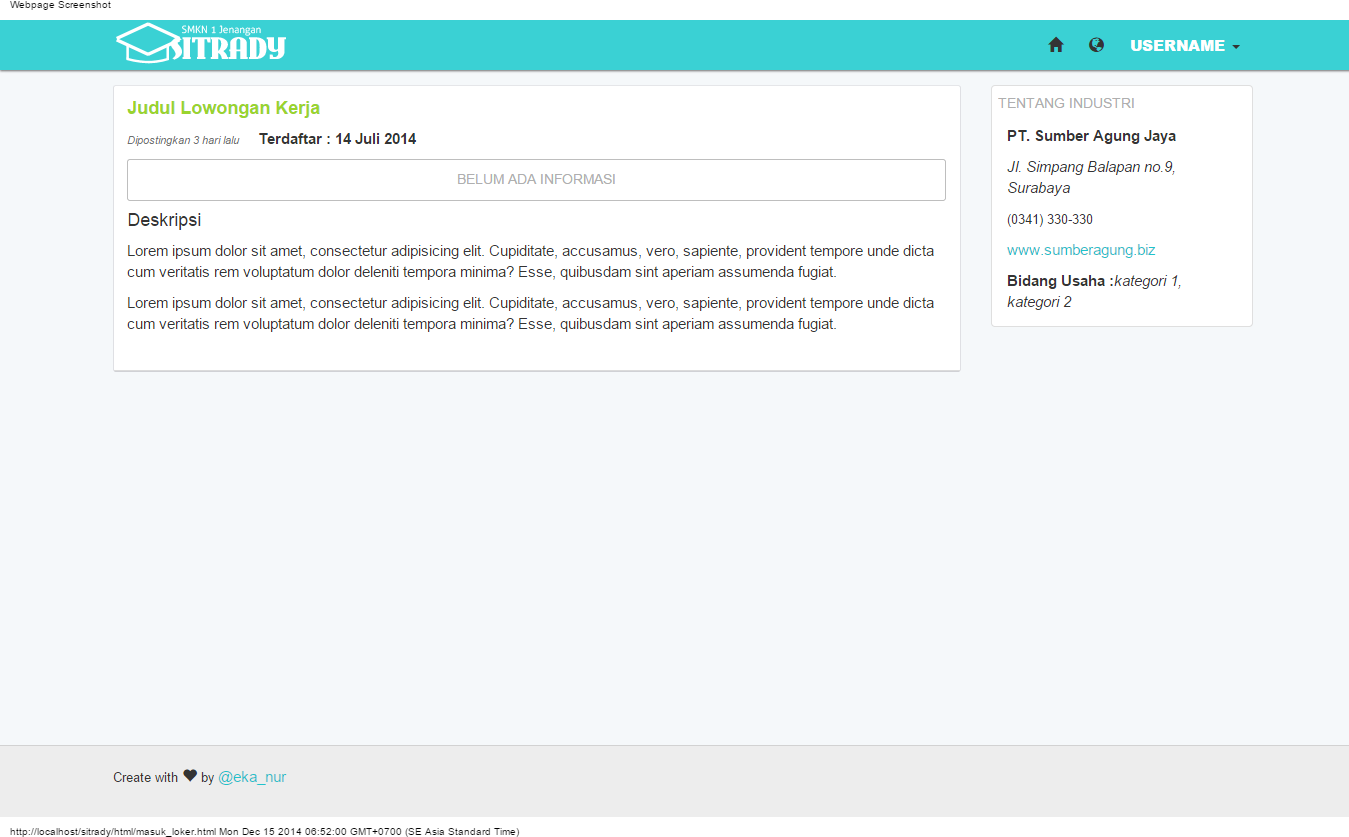 Webpage Screenshot
SMKN 1 Jenangan
SITRADY
USERNAME
Judul Lowongan Kerja
Dipostingkan 3 hari lalu Terdaftar : 14 Juli 2014
BELUM ADA INFORMASI
Deskripsi
Lorem ipsum dolor sit amet, consectetur adipisicing elit. Cupiditate, accusamus, vero, sapiente, provident tempore unde dicta
cum veritatis rem voluptatum dolor deleniti tempora minima? Esse, quibusdam sint aperiam assumenda fugiat.
Lorem ipsum dolor sit amet, consectetur adipisicing elit. Cupiditate, accusamus, vero, sapiente, provident tempore unde dicta
cum veritatis rem voluptatum dolor deleniti tempora minima? Esse, quibusdam sint aperiam assumenda fugiat.
TENTANG INDUSTRI
PT. Sumber Agung Jaya
Jl. Simpang Balapan no.9,
Surabaya
(0341) 330-330
www.sumberagung.biz
Bidang Usaha :kategori 1,
kategori 2
Create with ♥ by @eka_nur
http://localhost/sitrady/html/masuk_loker.html Mon Dec 15 2014 06:52:00 GMT+0700 (SE Asia Standard Time)